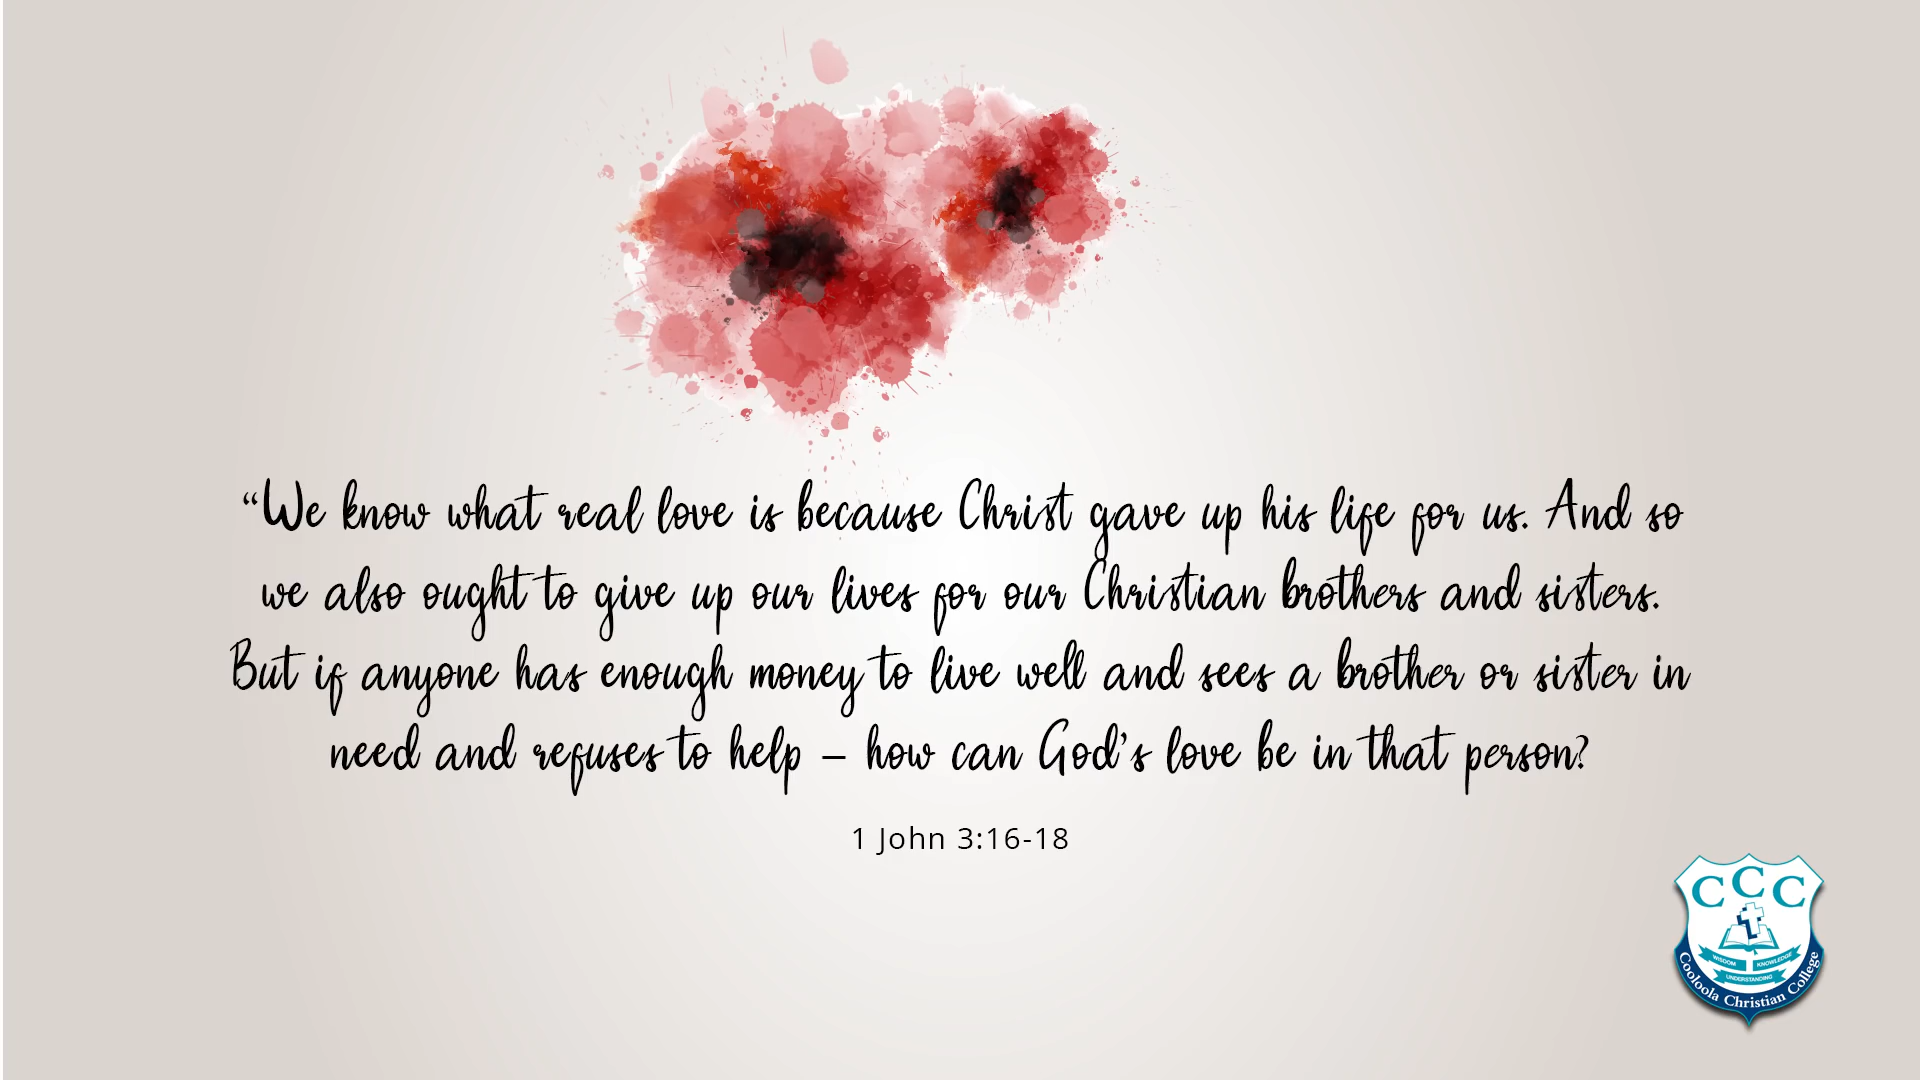 “We know what real love is because Christ gave up his life for us. And so
we also ought to give up our lives for our Christian brothers and sisters.
But if anyone has enough money to live well and sees a brother or sister in
need and refuses to help – how can God’s love be in that person?
1 John 3:16-18
CCC
WISDOM KNOWLEDGE
UNDERSTANDING
Cooloola Christian College